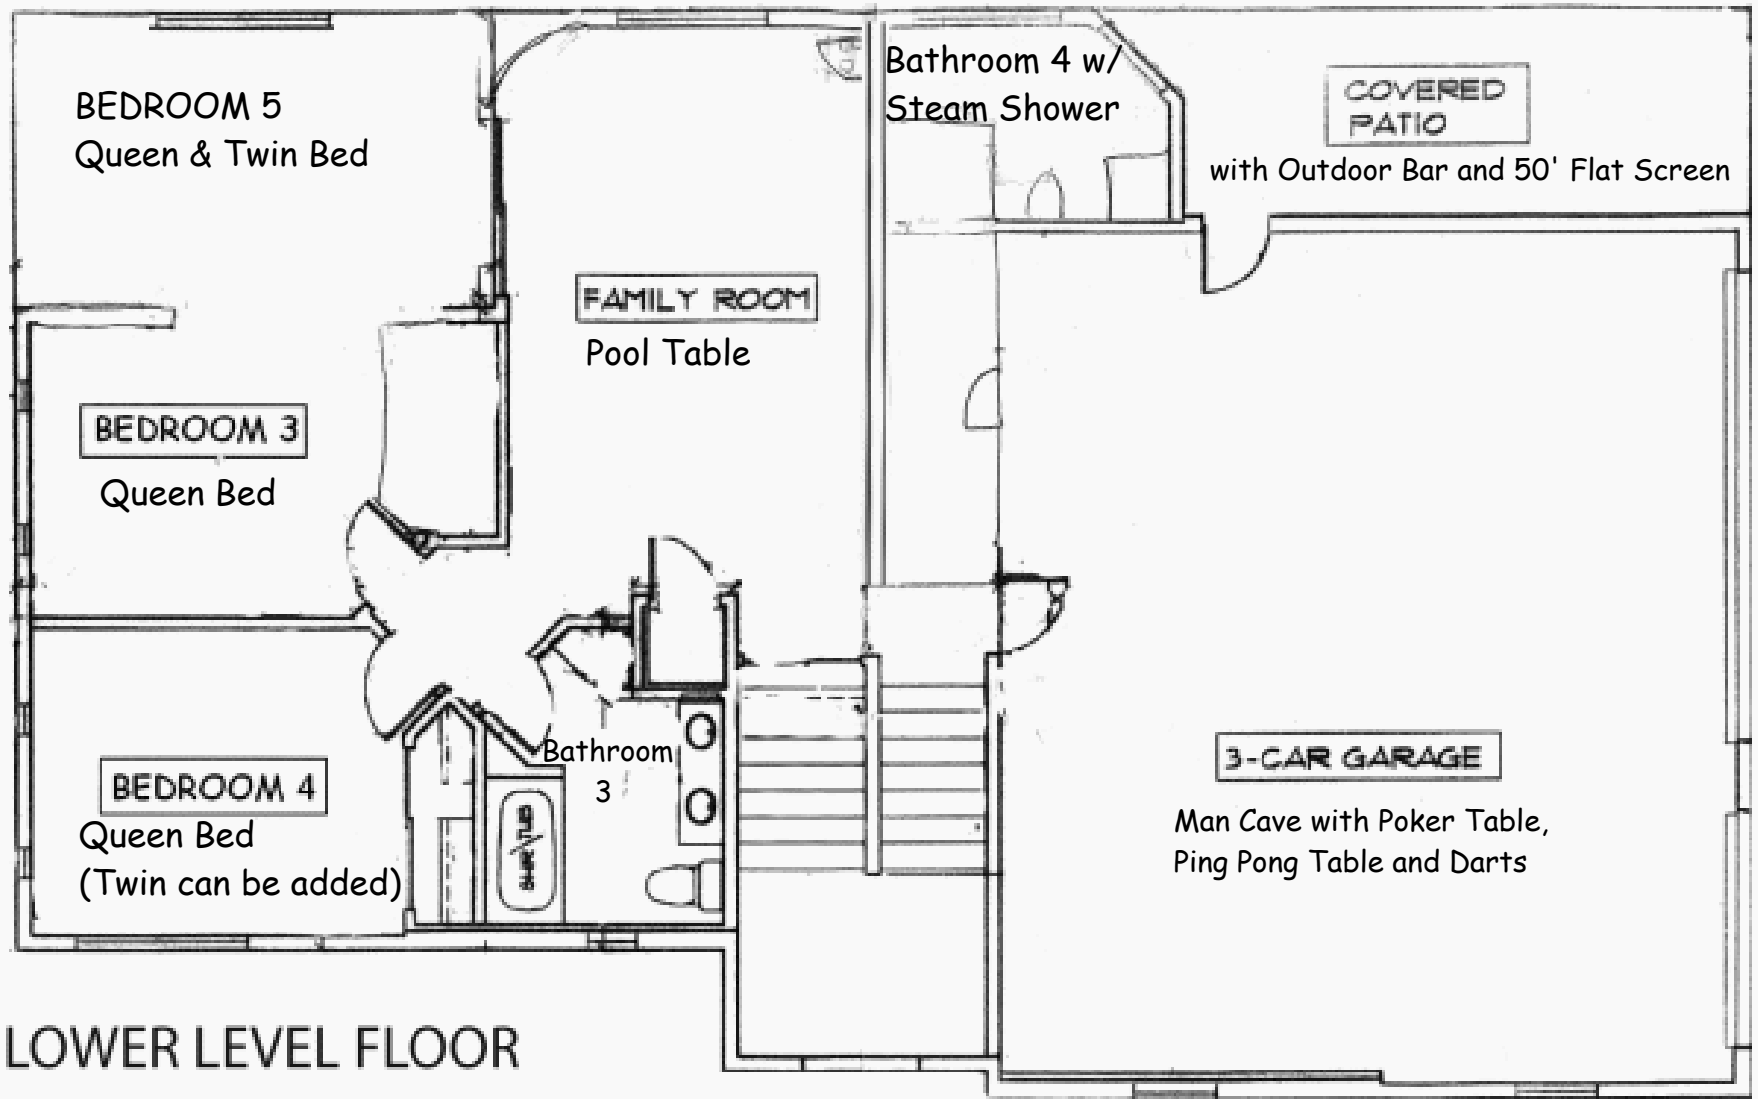 BEDROOM 5
Queen & Twin Bed
Bathroom 4 w/
Steam Shower
COVERED
PATIO
with Outdoor Bar and 50' Flat Screen
FAMILY ROOM
Pool Table
BEDROOM 3
Queen Bed
BEDROOM 4
Queen Bed
(Twin can be added)
Bathroom
3
3-CAR GARAGE
Man Cave with Poker Table,
Ping Pong Table and Darts
LOWER LEVEL FLOOR